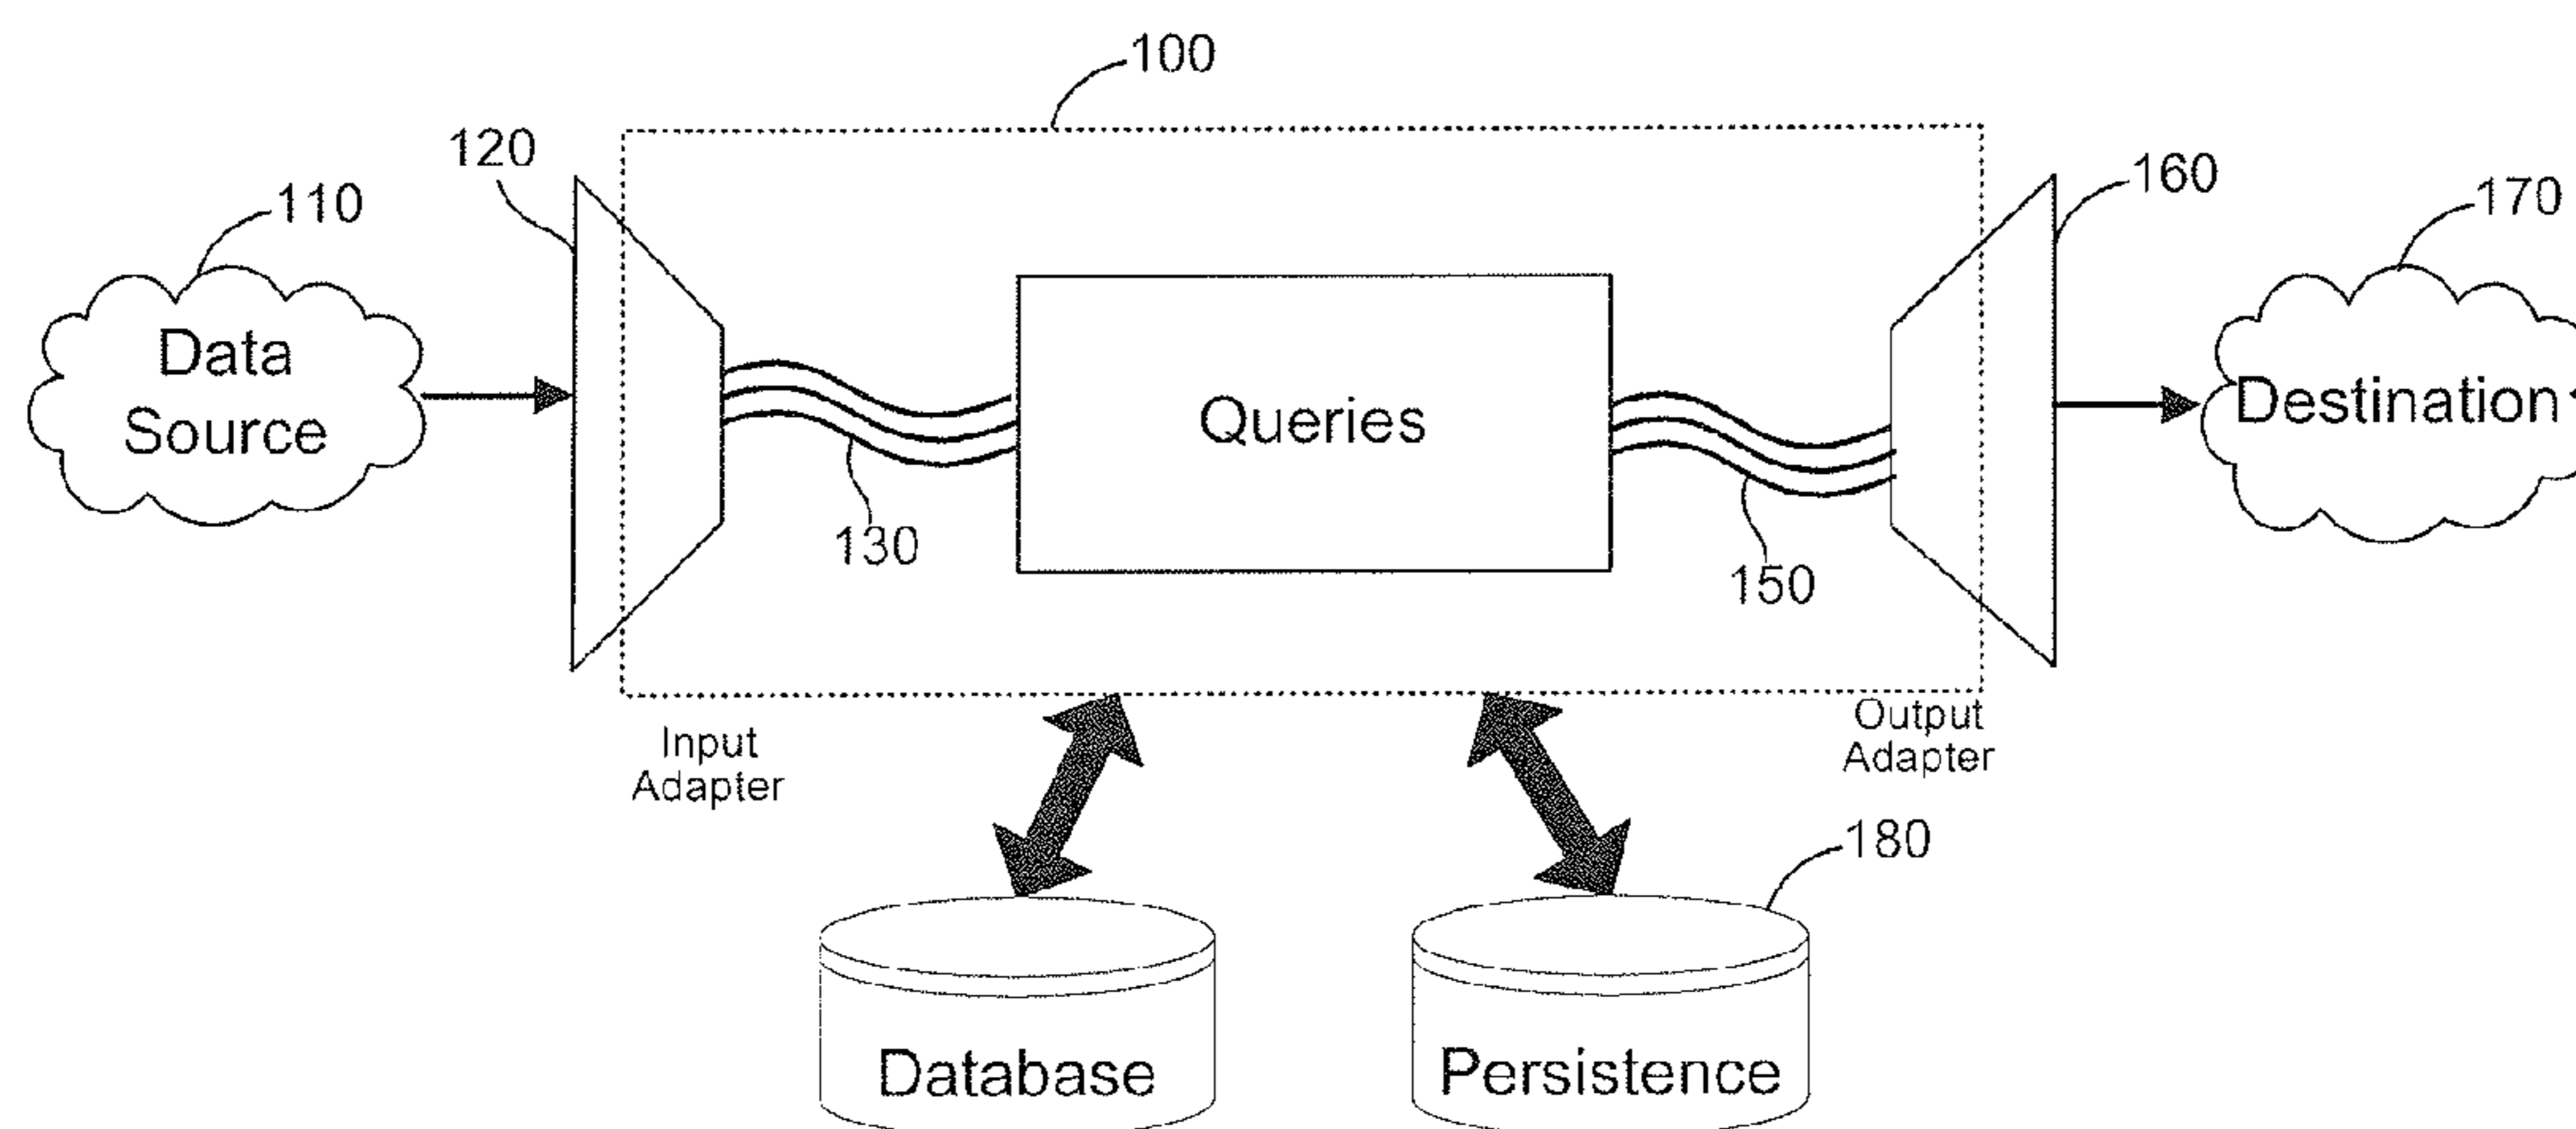 100
120
160
110
170
Data
Source
Queries
Destination
130
150
Input
Adapter
Output
Adapter
180
Database
Persistence